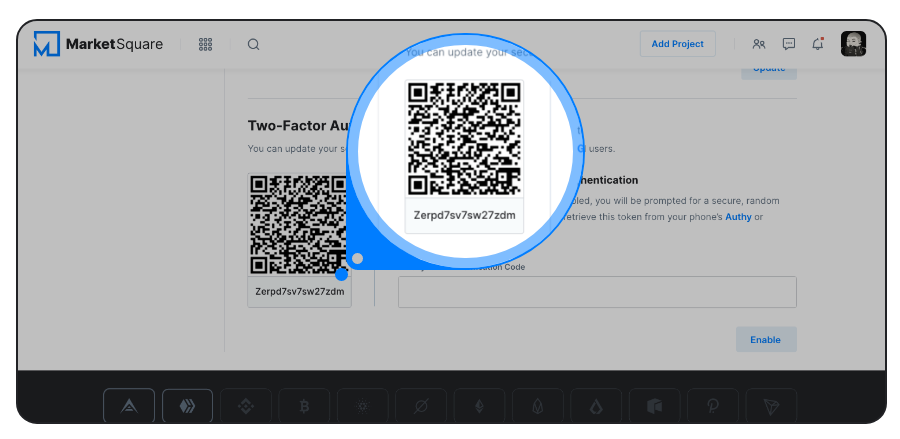 MarketSquare
Add Project
You can update your sec
Update
Two-Factor Au
You can update your se
users.
Zerpd7sv7sw27zdm
hentication
bled, you will be prompted for a secure, random
retrieve this token from your phone's Authy or
Zerpd7sv7sw27zdm
Code
Enable